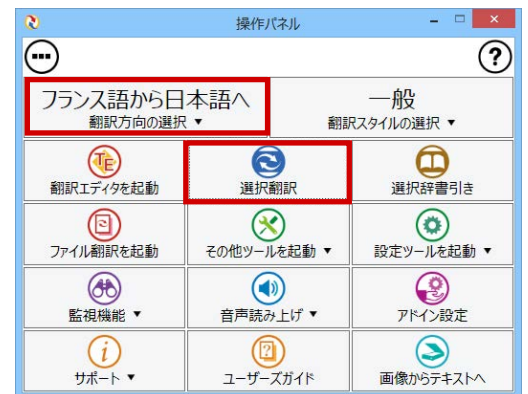 操作パネル
フランス語から日本語へ
翻訳方向の選択 ▼
一般
翻訳スタイルの選択 ▼
TE
翻訳エディタを起動
選択翻訳
選択辞書引き
ファイル翻訳を起動
その他ツールを起動 ▼
設定ツールを起動 ▼
監視機能 ▼
音声読み上げ ▼
アドイン設定
サポート ▼
ユーザーズガイド
画像からテキストへ